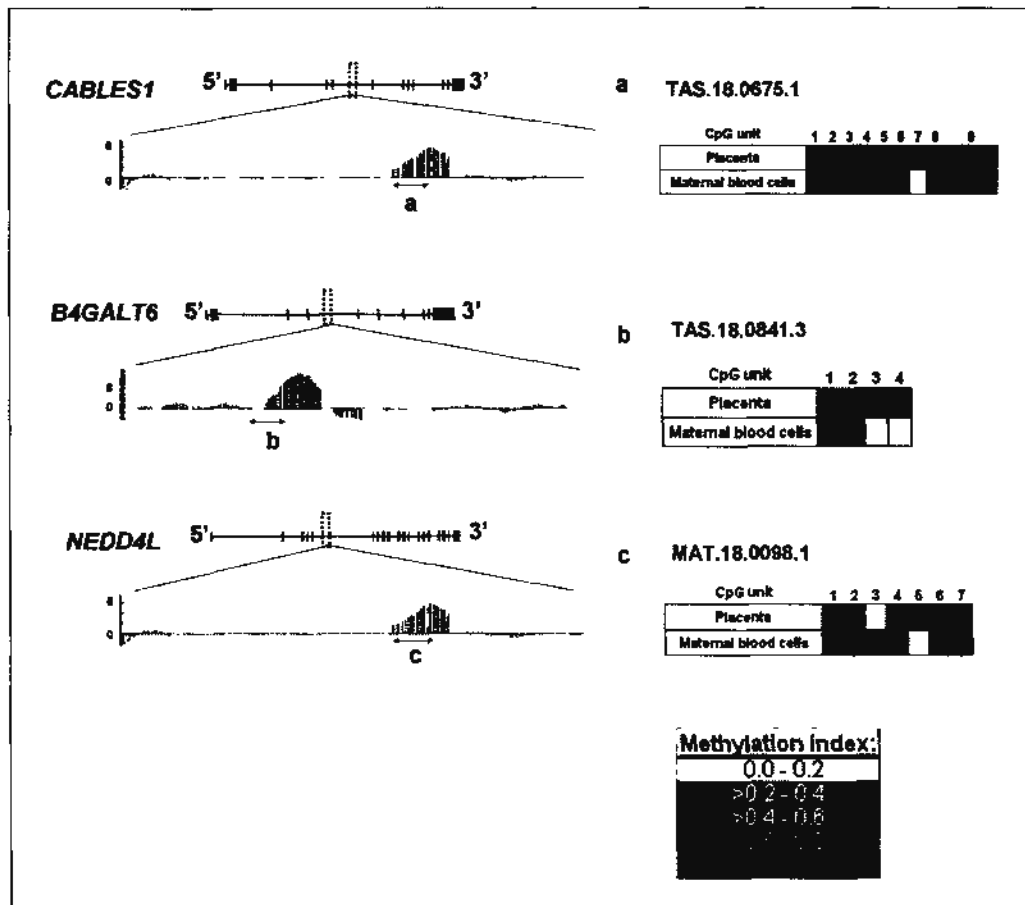 CABLES1 5' 3'
a TAS.18.0675.1
CpG unit 1 2 3 4 5 6 7 8 9
Placenta
Maternal blood cells
0
a
B4GALT6 5' 3'
b TAS.18.0841.3
CpG unit 1 2 3 4
Placenta
Maternal blood cells
0
b
NEDD4L 5' 3'
c MAT.18.0098.1
CpG unit 1 2 3 4 5 6 7
Placenta
Maternal blood cells
0
c
Methylation index:
0.0 - 0.2
>0.2 - 0.4
>0.4 - 0.6